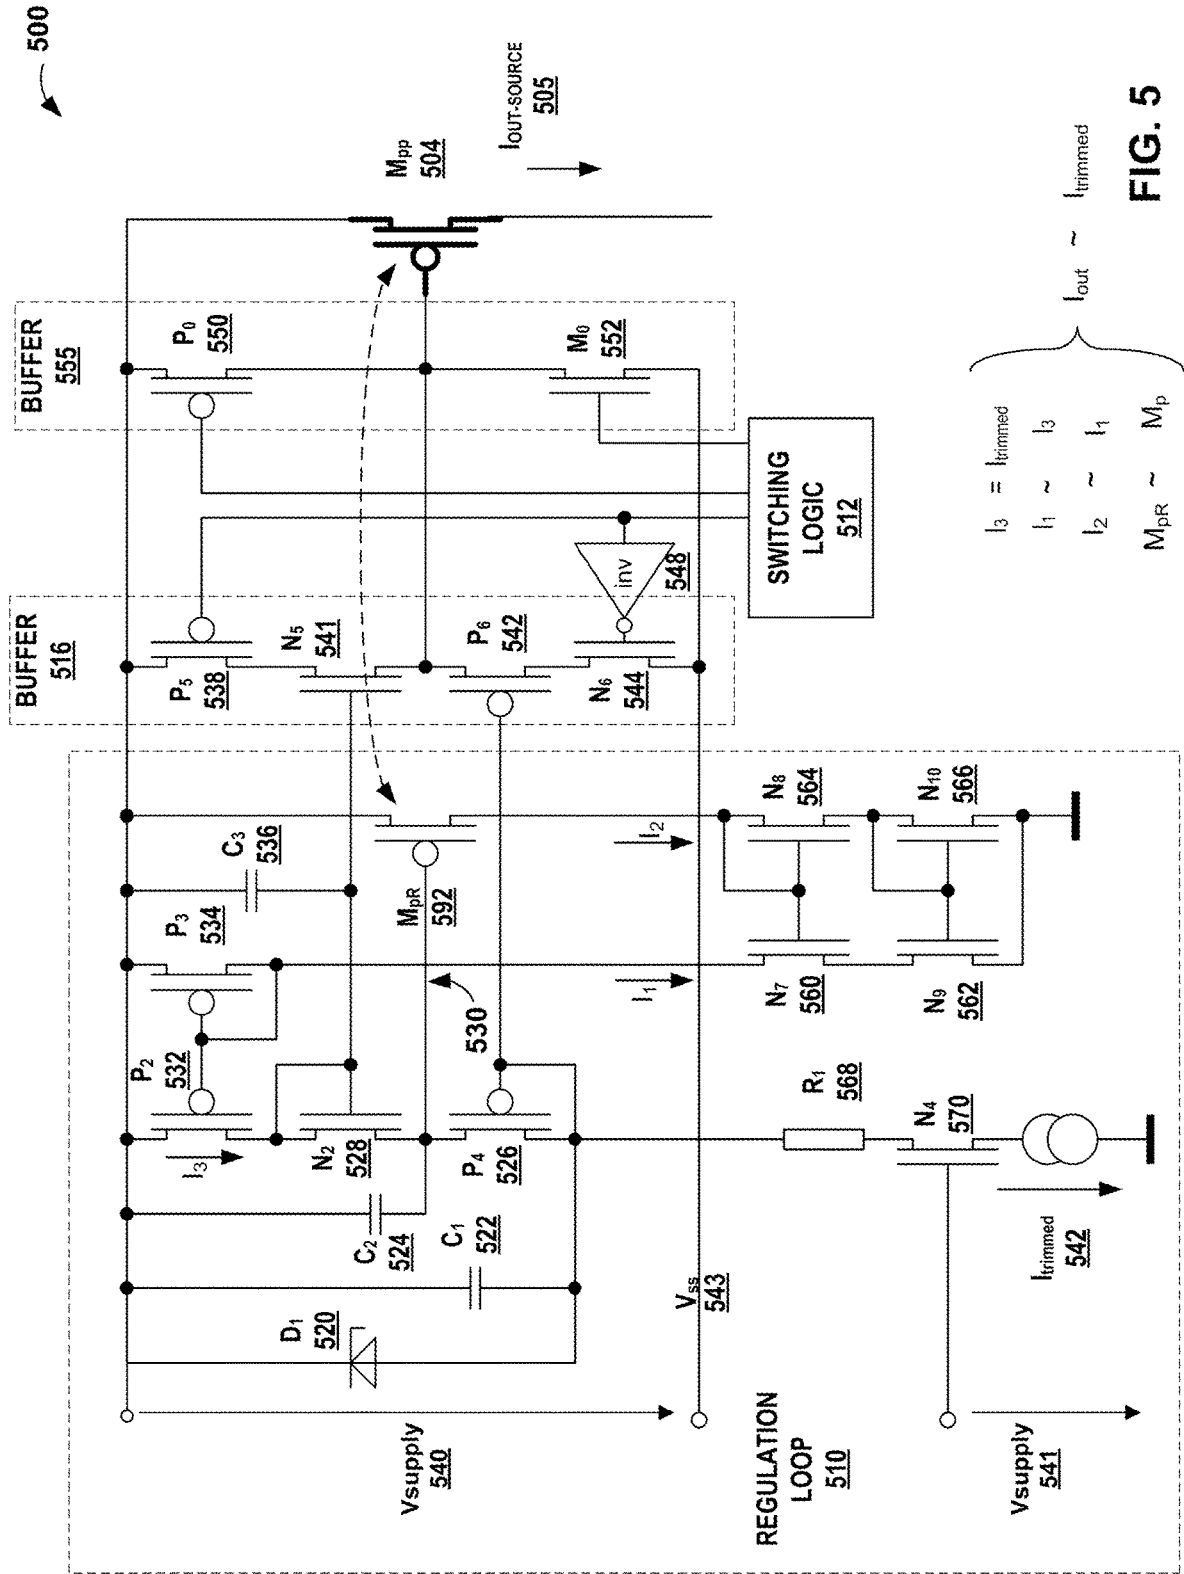 500
BUFFER
555
P0
550
M0
552
Mpp
504
IOUT-SOURCE
505
BUFFER
516
P5
538
N5
541
P6
542
N6
544
inv
548
SWITCHING
LOGIC
512
C3
536
P3
534
P2
532
I3
N2
528
MpR
592
530
P4
526
C2
524
C1
522
D1
520
I2
I1
N8
564
N10
566
N7
560
N9
562
R1
568
N4
570
Itrimmed
542
Vss
543
Vsupply
540
Vsupply
541
REGULATION
LOOP
510
I3 = Itrimmed
I1 ~ I3
I2 ~ I1
MpR ~ Mp
Iout ~ Itrimmed
FIG. 5